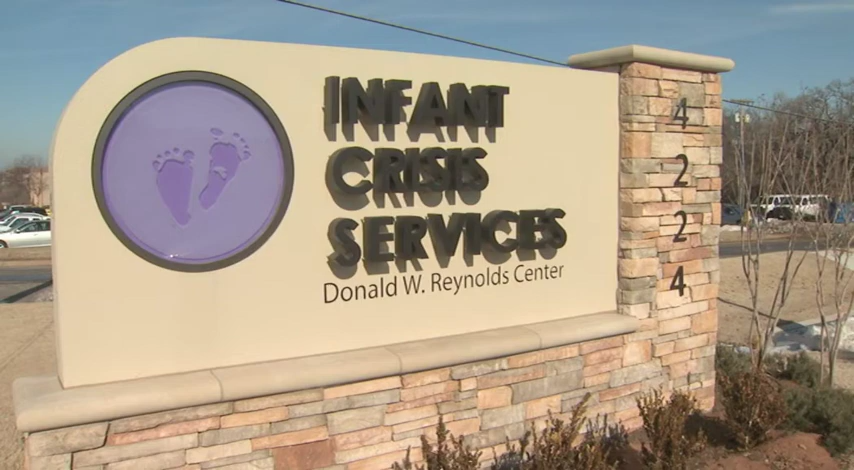 INFANT
CRISIS
SERVICES
Donald W. Reynolds Center
4
2
2
4